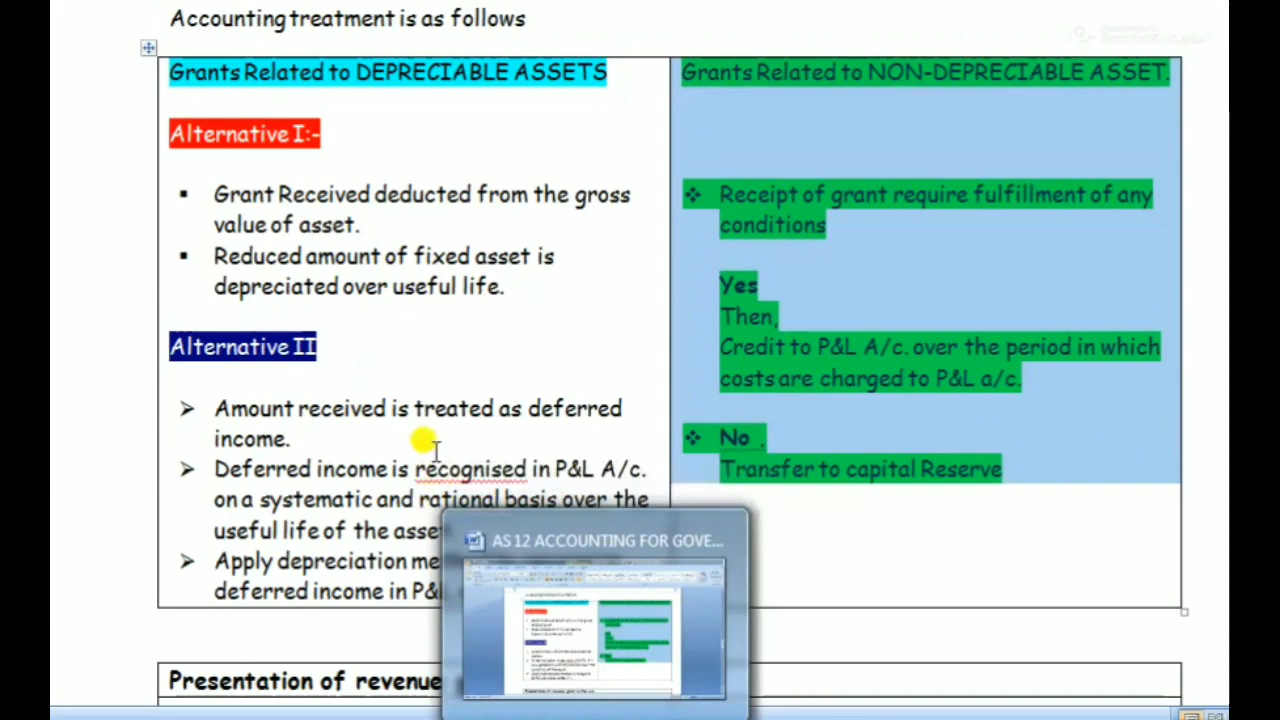 Accounting treatment is as follows
Grants Related to DEPRECIABLE ASSETS
Alternative I:-
Grant Received deducted from the gross
value of asset.
Reduced amount of fixed asset is
depreciated over useful life.
Alternative II
Amount received is treated as deferred
income.
Deferred income is recognised in P&L A/c.
on a systematic and rational basis over the
useful life of the asse
Apply depreciation me
deferred income in P&L
Grants Related to NON-DEPRECIABLE ASSET.
Receipt of grant require fulfillment of any
conditions
Yes
Then,
Credit to P&L A/c. over the period in which
costs are charged to P&L a/c.
No .
Transfer to capital Reserve
AS 12 ACCOUNTING FOR GOVE...
Presentation of revenue